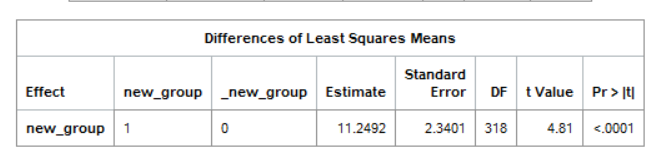 Differences of Least Squares Means
Effect new_group _new_group Estimate Standard Error DF t Value Pr > |t|
new_group 1 0 11.2492 2.3401 318 4.81 <.0001